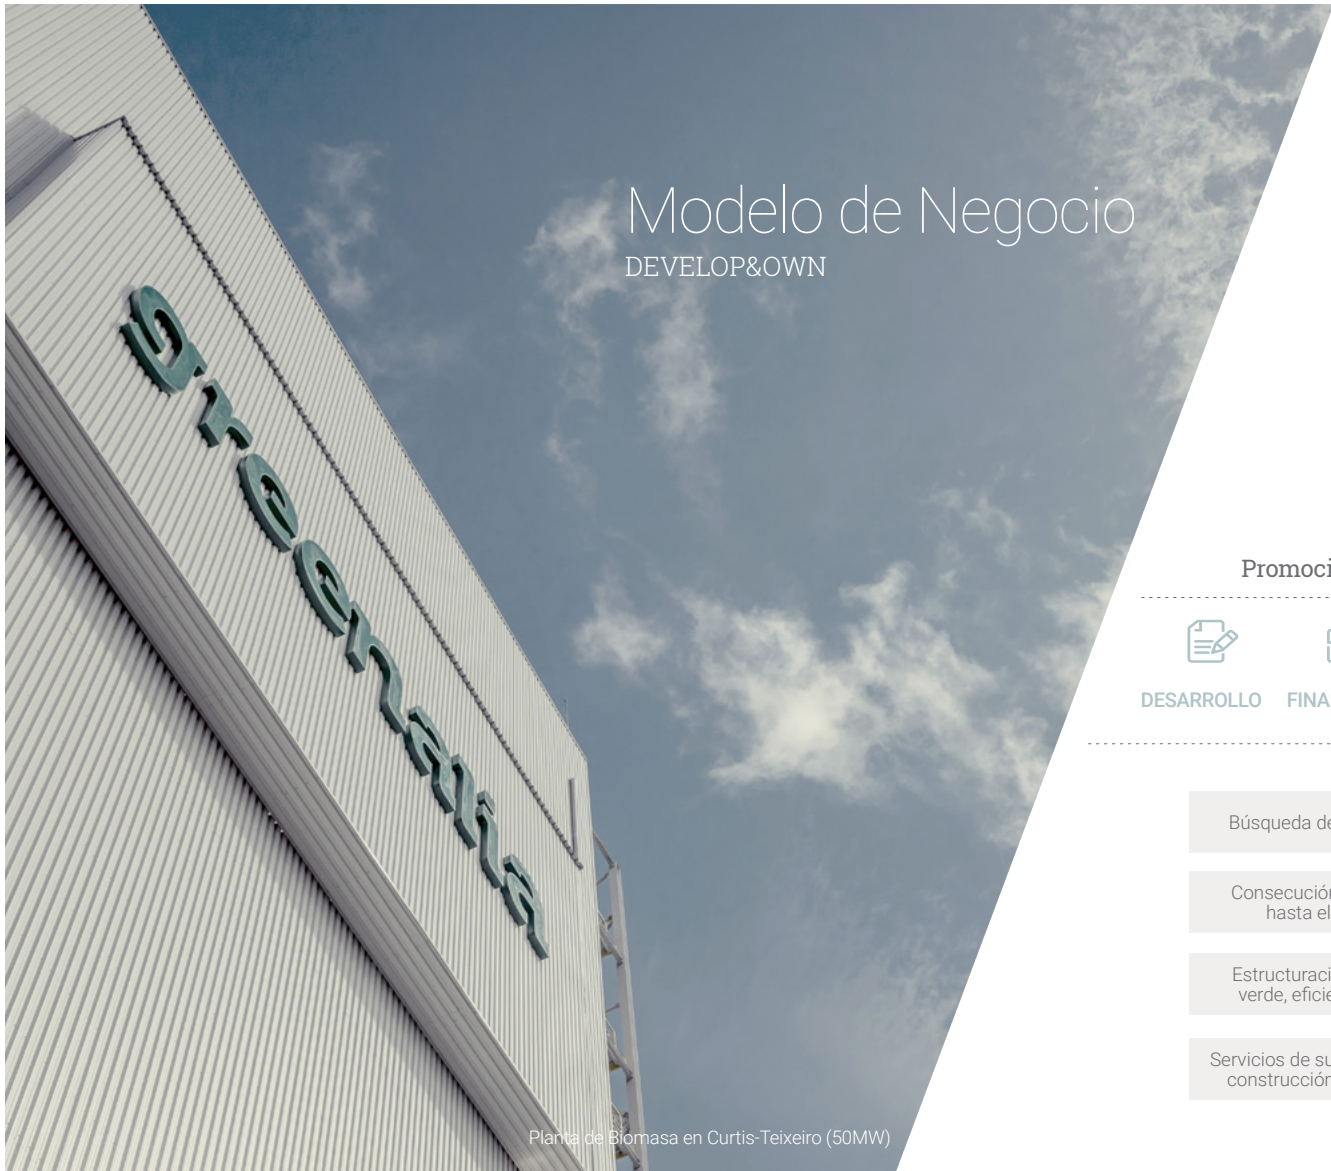 Modelo de Negocio
DEVELOP&OWN
greenalia
Promoci
DESARROLLO FINA
Búsqueda de
Consecución
hasta el
Estructuraci
verde, eficie
Servicios de su
construcción
Planta de Biomasa en Curtis-Teixeiro (50MW)